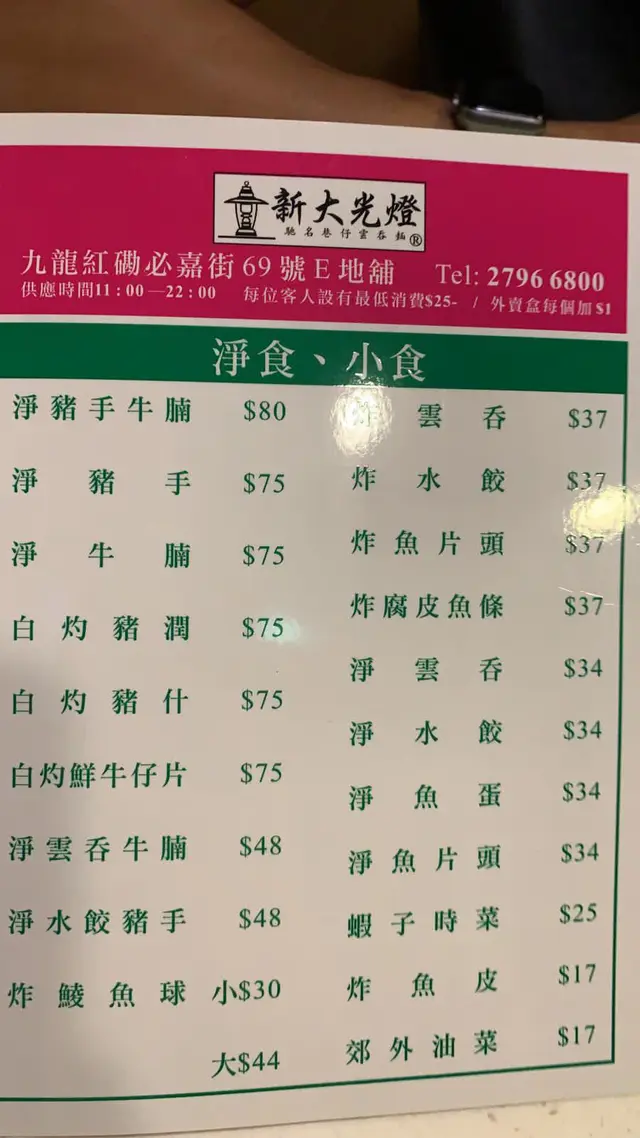 新大光燈
馳名巷仔雲吞麵®
九龍紅磡必嘉街69號E地舖 Tel: 2796 6800
供應時間11:00—22:00 每位客人設有最低消費$25- / 外賣盒每個加$1
淨食、小食
淨豬手牛腩 $80
淨豬手 $75
淨牛腩 $75
白灼豬潤 $75
白灼豬什 $75
白灼鮮牛仔片 $75
淨雲吞牛腩 $48
淨水餃豬手 $48
炸鯪魚球 小$30
大$44
炸雲吞 $37
炸水餃 $37
炸魚片頭 $37
炸腐皮魚條 $37
淨雲吞 $34
淨水餃 $34
淨魚蛋 $34
淨魚片頭 $34
蝦子時菜 $25
炸魚皮 $17
郊外油菜 $17